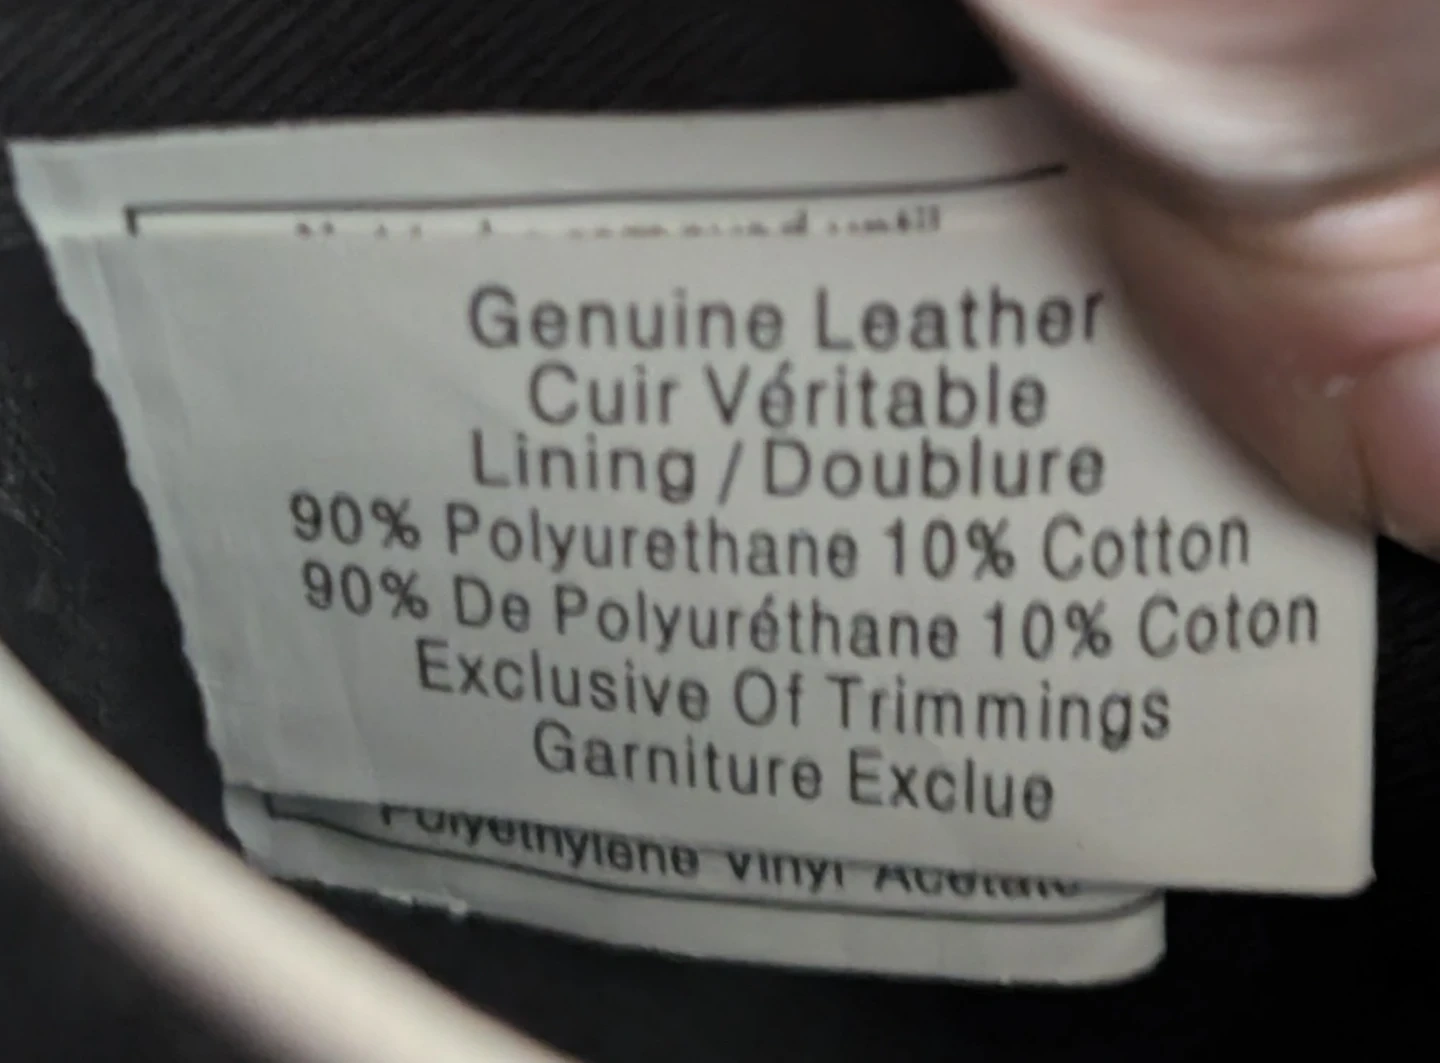 Genuine Leather
Cuir Véritable
Lining / Doublure
90% Polyurethane 10% Cotton
90% De Polyuréthane 10% Coton
Exclusive Of Trimmings
Garniture Exclue
Polyethylene Vinyl Acetate